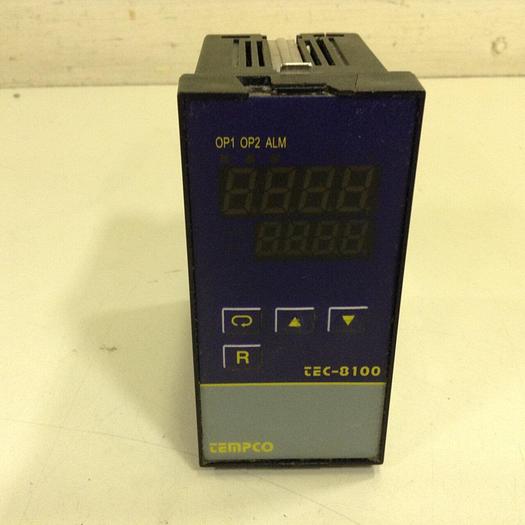 OP1 OP2 ALM
R
TEC-8100
TEMPCO